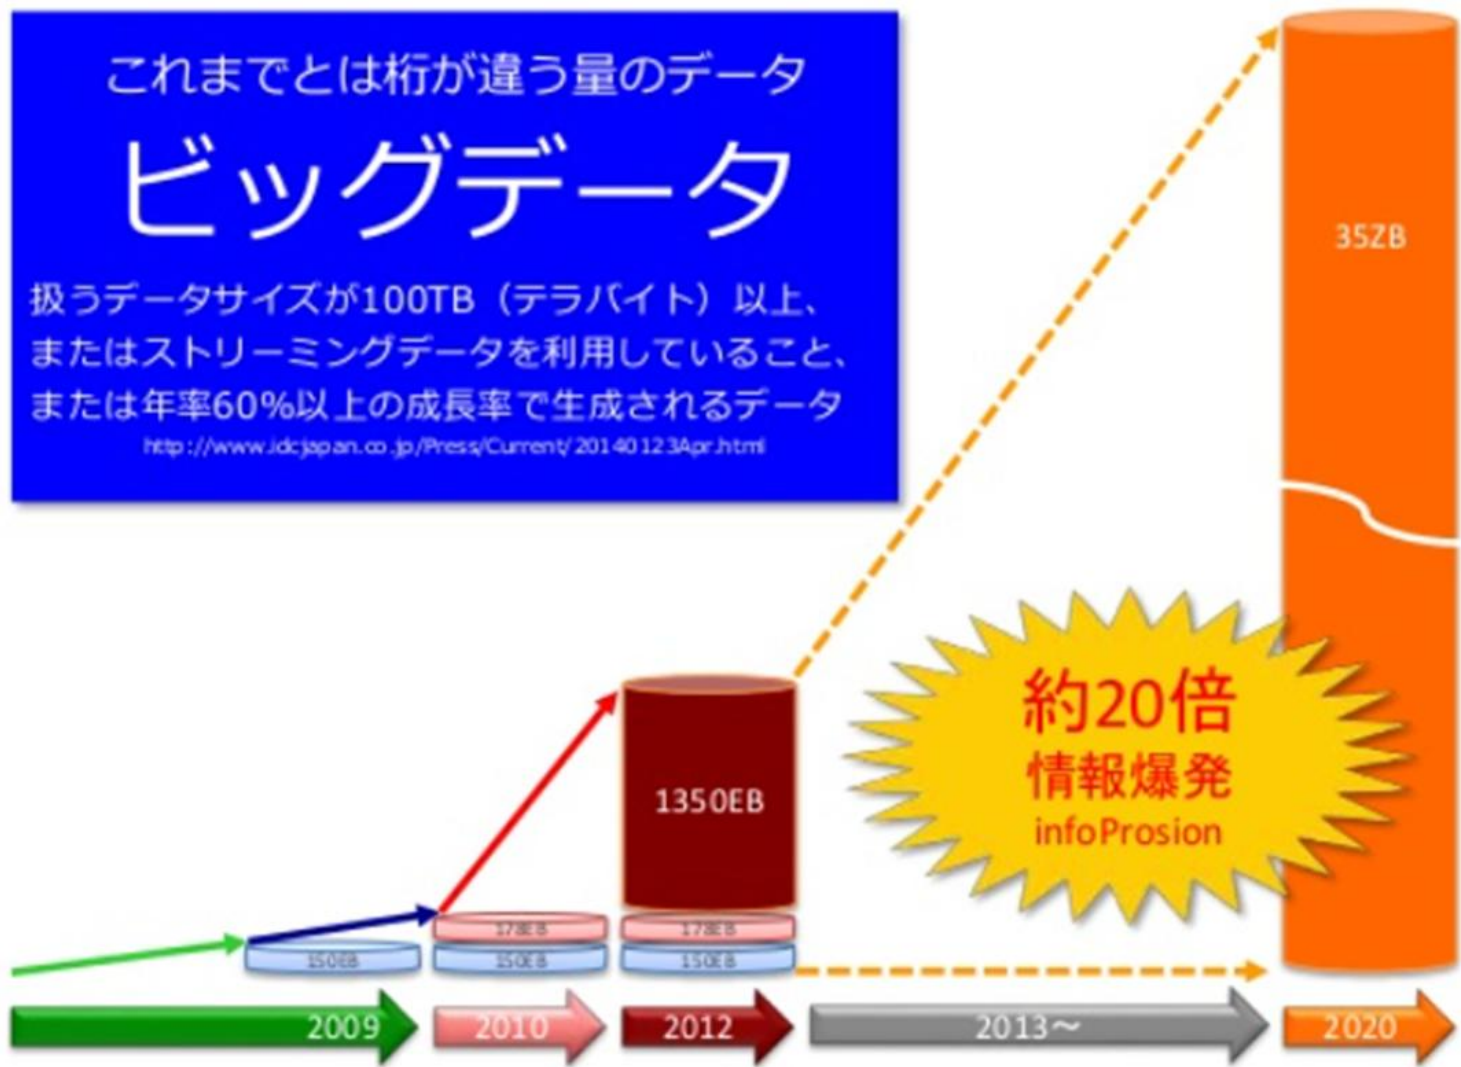 これまでとは桁が違う量のデータ
ビッグデータ
扱うデータサイズが100TB（テラバイト）以上、
またはストリーミングデータを利用していること、
または年率60%以上の成長率で生成されるデータ
http://www.idcjapan.co.jp/Press/Current/20140123Apr.html
35ZB
約20倍
情報爆発
infoProsion
1350EB
178EB
178EB
150EB
150EB
150EB
2009
2010
2012
2013～
2020